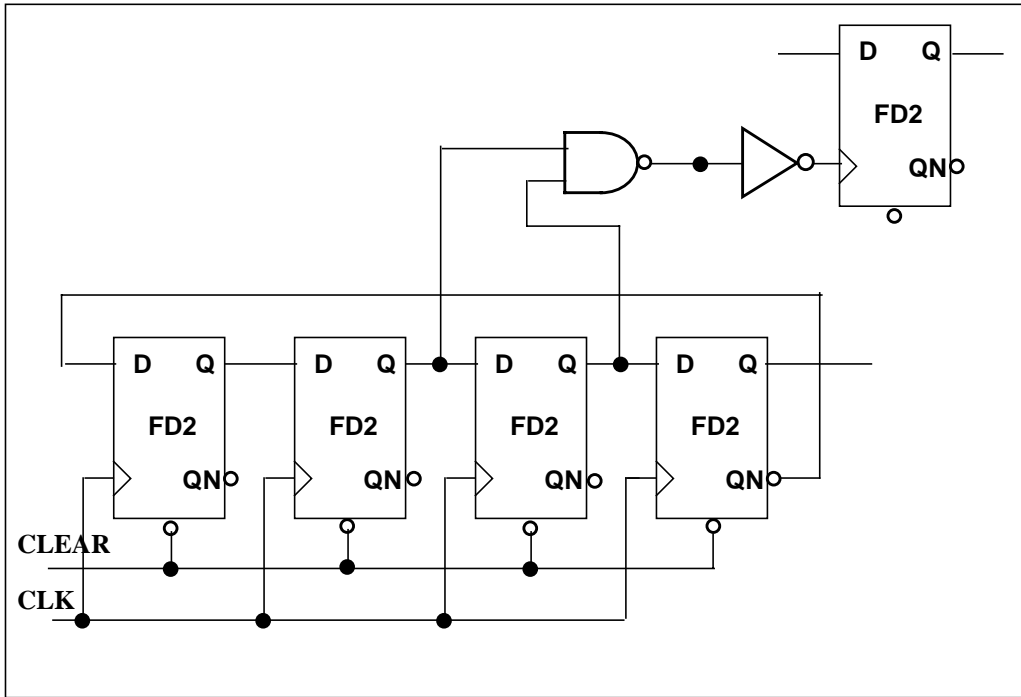 D Q
FD2
QN
D Q D Q D Q D Q
FD2 FD2 FD2 FD2
QN QN QN QN
CLEAR
CLK